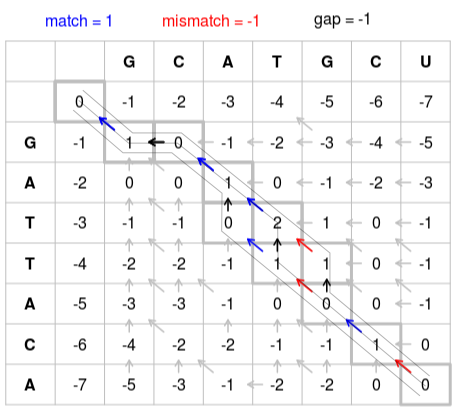 match = 1 mismatch = -1 gap = -1
G C A T G C U
0 -1 -2 -3 -4 -5 -6 -7
G -1 1 0 -1 -2 -3 -4 -5
A -2 0 0 1 0 -1 -2 -3
T -3 -1 -1 0 2 1 0 -1
T -4 -2 -2 -1 1 1 0 -1
A -5 -3 -3 -1 0 0 0 -1
C -6 -4 -2 -2 -1 -1 1 0
A -7 -5 -3 -1 -2 -2 0 0